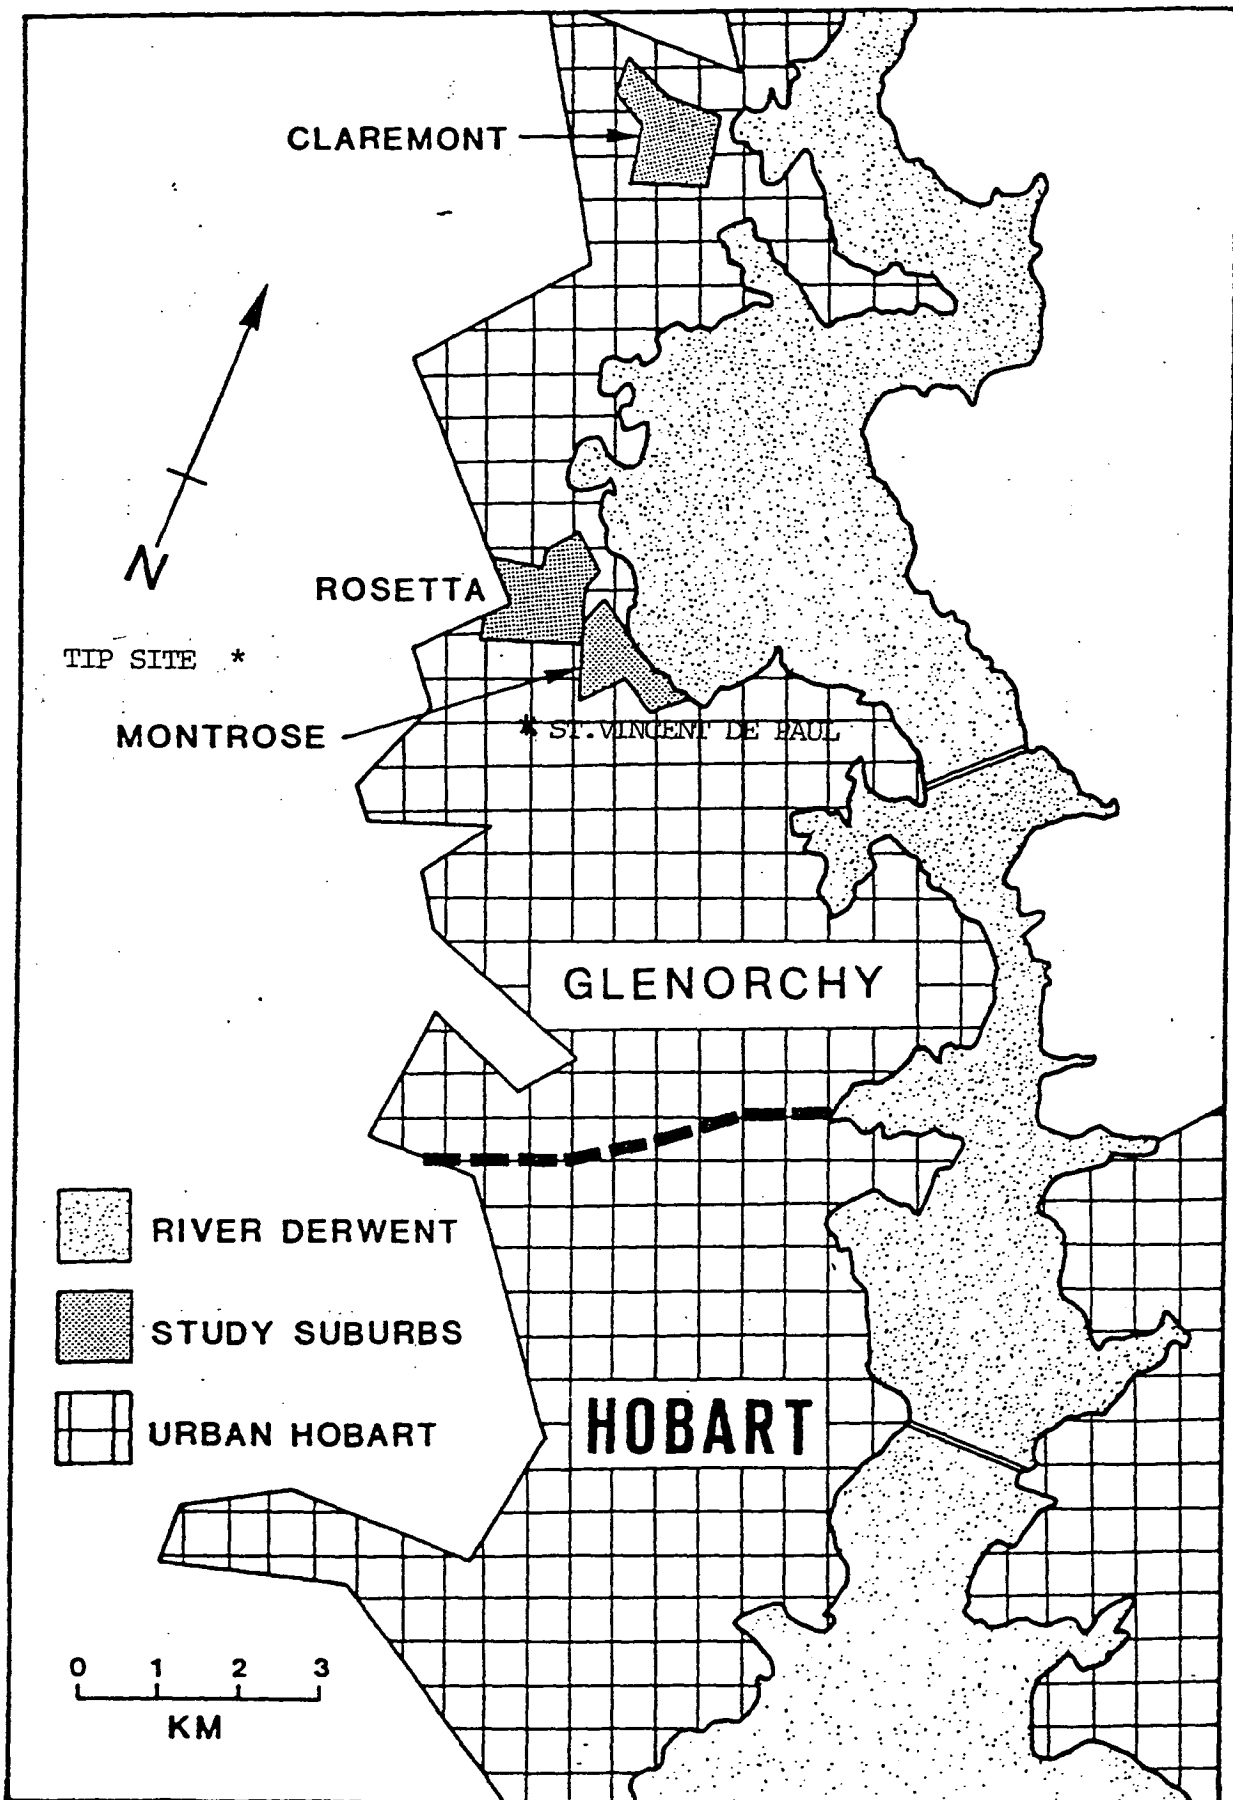 CLAREMONT
N
ROSETTA
TIP SITE *
MONTROSE
* ST.VINCENT DE PAUL
GLENORCHY
RIVER DERWENT
STUDY SUBURBS
HOBART
URBAN HOBART
0 1 2 3
KM